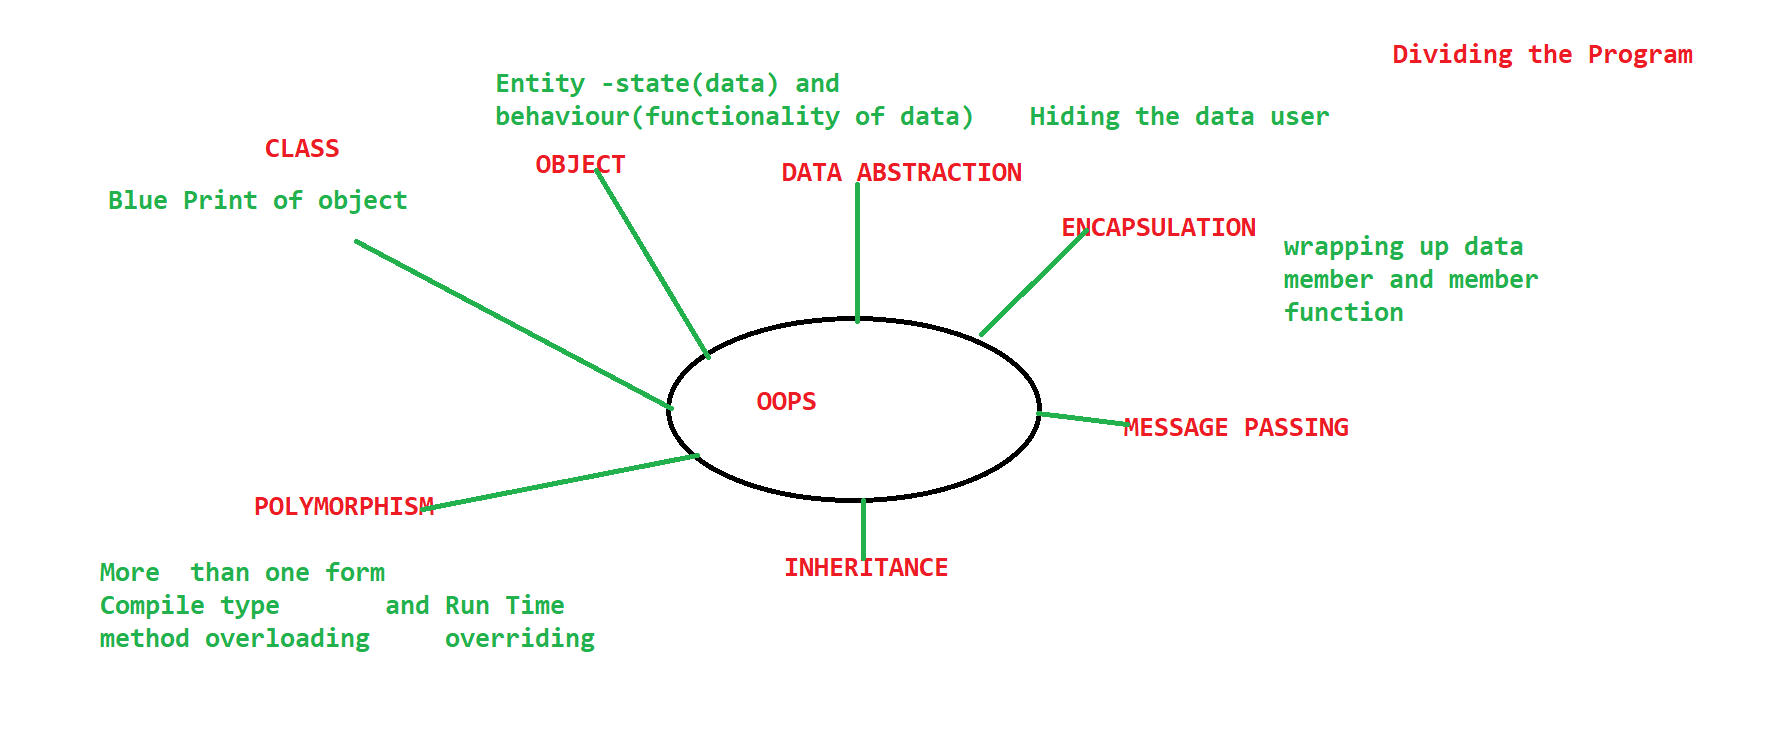 Dividing the Program
Entity -state(data) and
behaviour(functionality of data)
Hiding the data user
CLASS
OBJECT
DATA ABSTRACTION
Blue Print of object
ENCAPSULATION
wrapping up data
member and member
function
OOPS
MESSAGE PASSING
POLYMORPHISM
INHERITANCE
More than one form
Compile type and Run Time
method overloading overriding